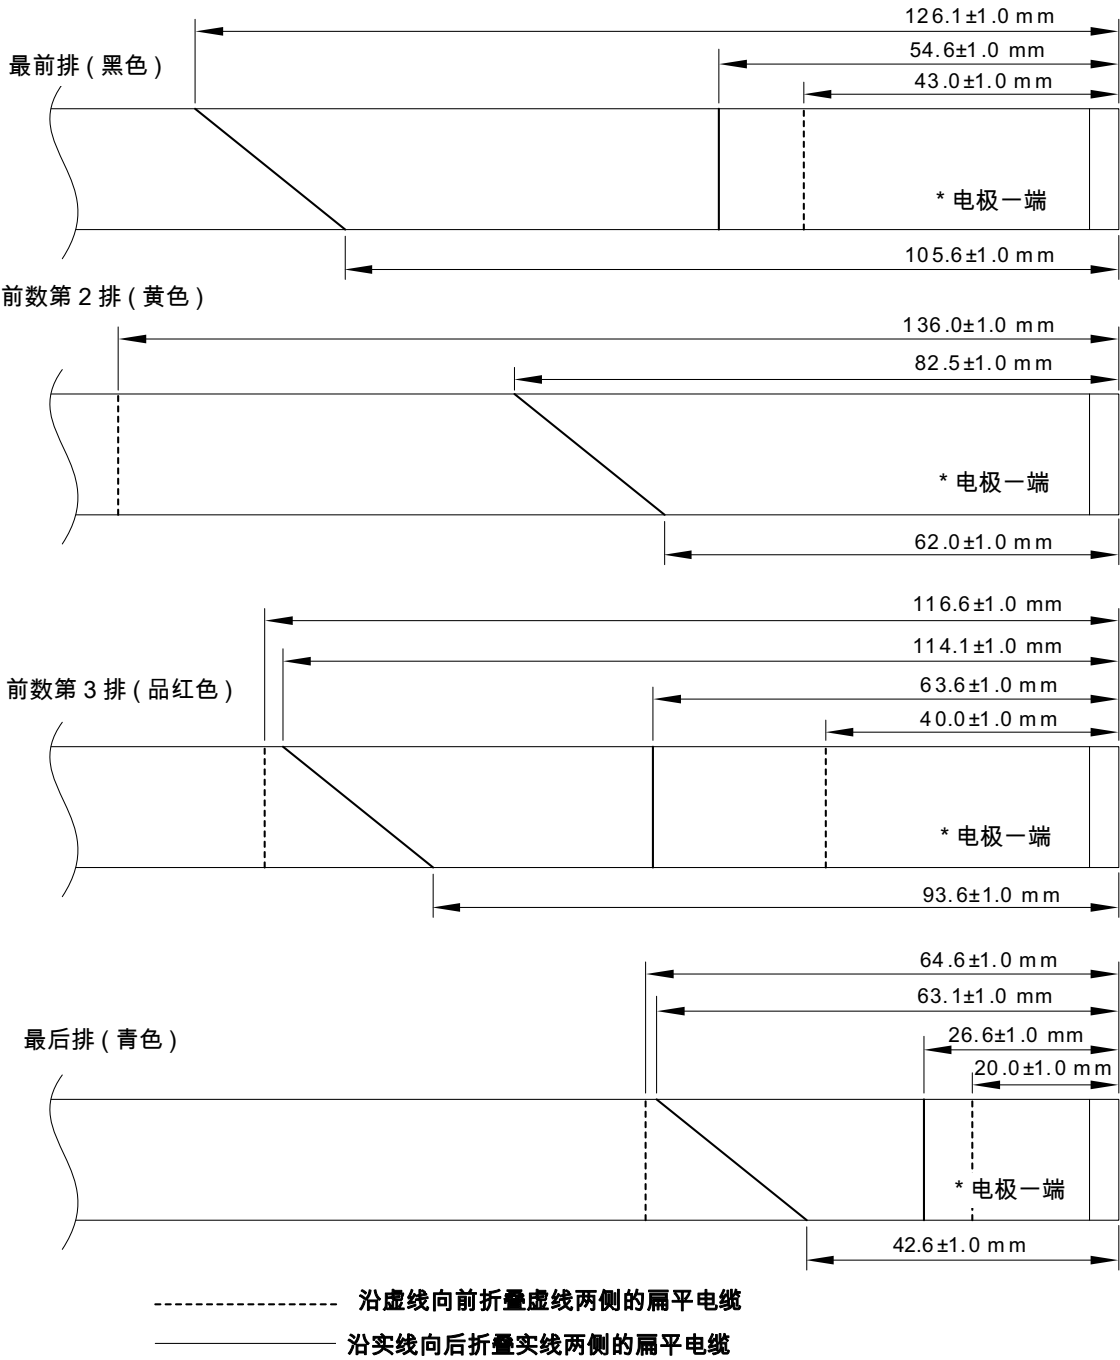 126.1±1.0 mm
54.6±1.0 mm
最前排 ( 黑色 )
43.0±1.0 mm
* 电极一端
105.6±1.0 mm
前数第 2 排 ( 黄色 )
136.0±1.0 mm
82.5±1.0 mm
* 电极一端
62.0±1.0 mm
116.6±1.0 mm
114.1±1.0 mm
前数第 3 排 ( 品红色 )
63.6±1.0 mm
40.0±1.0 mm
* 电极一端
93.6±1.0 mm
64.6±1.0 mm
63.1±1.0 mm
最后排 ( 青色 )
26.6±1.0 mm
20.0±1.0 mm
* 电极一端
42.6±1.0 mm
沿虚线向前折叠虚线两侧的扁平电缆
沿实线向后折叠实线两侧的扁平电缆